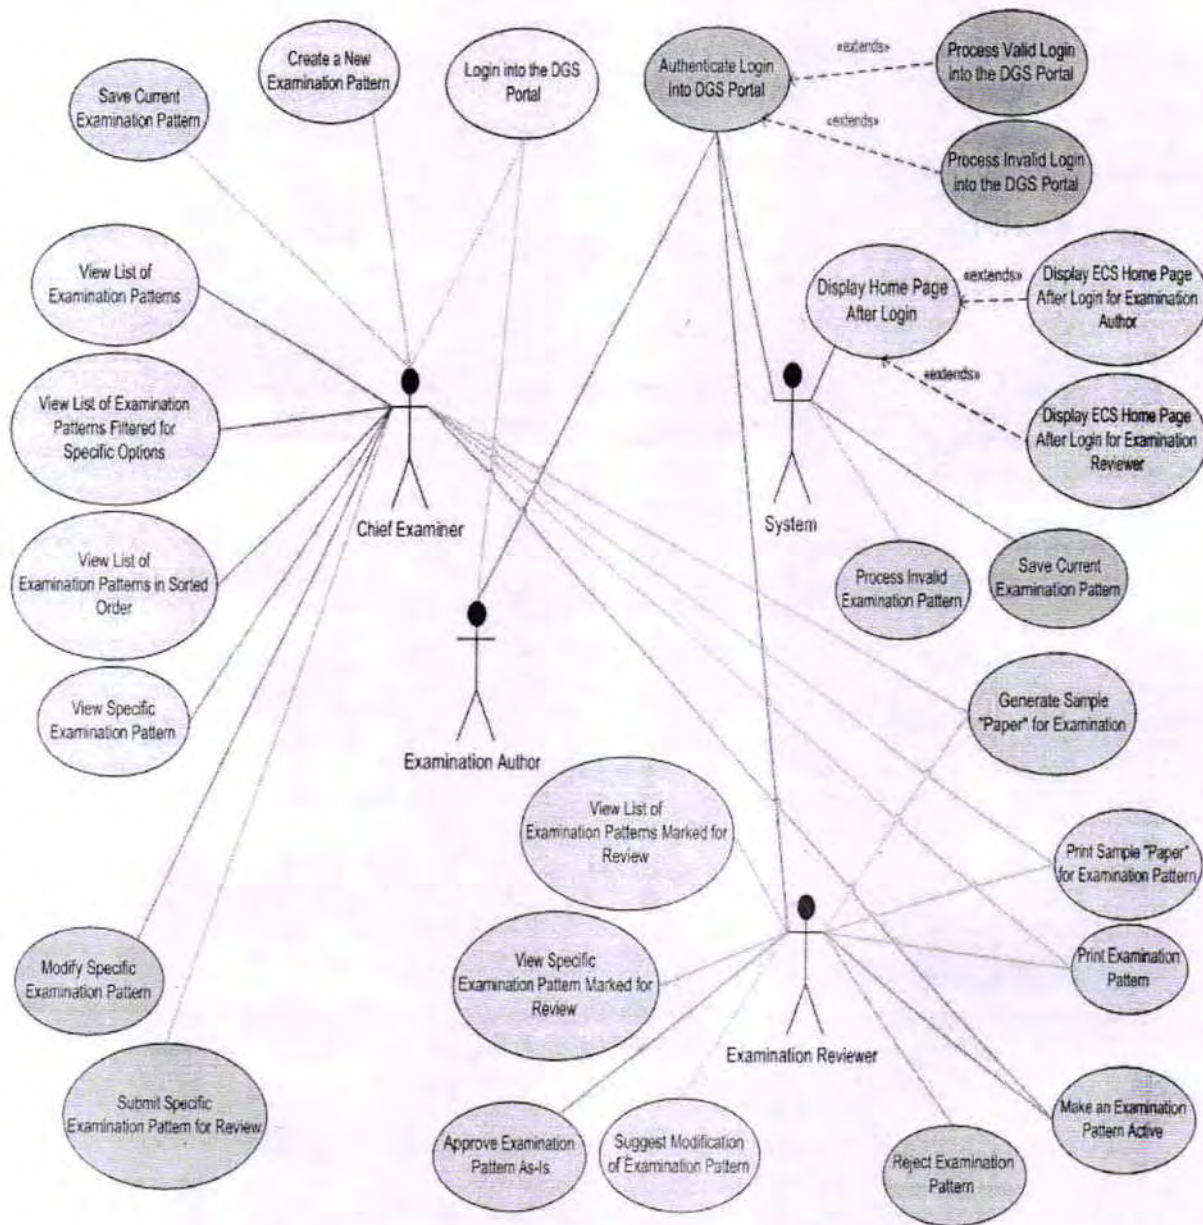 Create a New
Examination Pattern
Login into the DGS
Portal
Authenticate Login
into DGS Portal
«extends»
Process Valid Login
into the DGS Portal
Save Current
Examination Pattern
«extends»
Process Invalid Login
into the DGS Portal
View List of
Examination Patterns
Display Home Page
After Login
«extends»
Display ECS Home Page
After Login for Examination
Author
«extends»
View List of Examination
Patterns Filtered for
Specific Options
Display ECS Home Page
After Login for Examination
Reviewer
Chief Examiner
System
View List of
Examination Patterns in Sorted
Order
Process Invalid
Examination Pattern
Save Current
Examination Pattern
View Specific
Examination Pattern
Examination Author
Generate Sample
"Paper" for Examination
View List of
Examination Patterns Marked for
Review
Print Sample "Paper"
for Examination Pattern
Modify Specific
Examination Pattern
View Specific
Examination Pattern Marked for
Review
Print Examination
Pattern
Examination Reviewer
Submit Specific
Examination Pattern for Review
Approve Examination
Pattern As-Is
Suggest Modification
of Examination Pattern
Reject Examination
Pattern
Make an Examination
Pattern Active